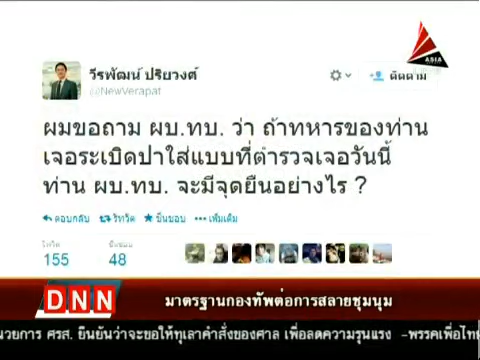 ASIA
วีรพัฒน์ ปริยวงศ์
@NewVerapat
ติดตาม
ผมขอถาม ผบ.ทบ. ว่า ถ้าทหารของท่าน
เจอระเบิดปาใส่แบบที่ตำรวจเจอวันนี้
ท่าน ผบ.ทบ. จะมีจุดยืนอย่างไร ?
ตอบกลับ รีทวีต ชื่นชอบ ••• เพิ่มเติม
รีทวีต ชื่นชอบ
155 48
DNN
มาตรฐานกองทัพต่อการสลายชุมนุม
นวยการ ศรส. ยืนยันว่าจะขอให้ทุเลาคำสั่งของศาล เพื่อลดความรุนแรง -พรรคเพื่อไท